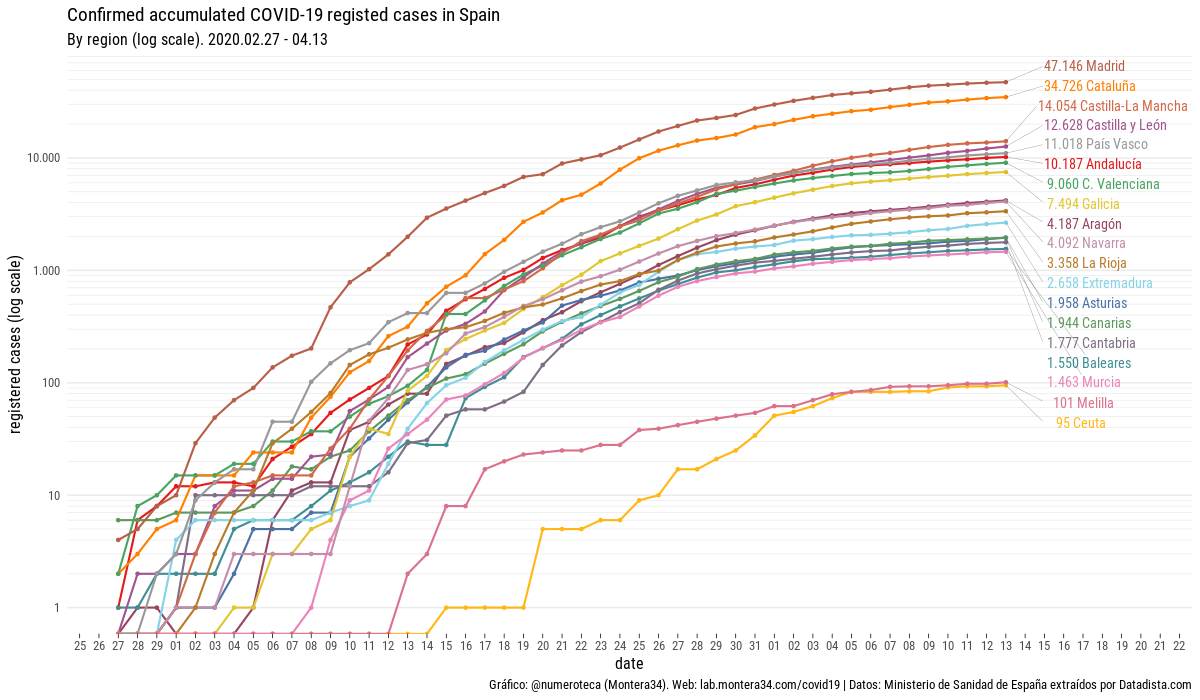 Confirmed accumulated COVID-19 registed cases in Spain
By region (log scale). 2020.02.27 - 04.13
registered cases (log scale)
10.000
1.000
100
10
1
47.146 Madrid
34.726 Cataluña
14.054 Castilla-La Mancha
12.628 Castilla y León
11.018 País Vasco
10.187 Andalucía
9.060 C. Valenciana
7.494 Galicia
4.187 Aragón
4.092 Navarra
3.358 La Rioja
2.658 Extremadura
1.958 Asturias
1.944 Canarias
1.777 Cantabria
1.550 Baleares
1.463 Murcia
101 Melilla
95 Ceuta
25 26 27 28 29 01 02 03 04 05 06 07 08 09 10 11 12 13 14 15 16 17 18 19 20 21 22 23 24 25 26 27 28 29 30 31 01 02 03 04 05 06 07 08 09 10 11 12 13 14 15 16 17 18 19 20 21 22
date
Gráfico: @numeroteca (Montera34). Web: lab.montera34.com/covid19 | Datos: Ministerio de Sanidad de España extraídos por Datadista.com